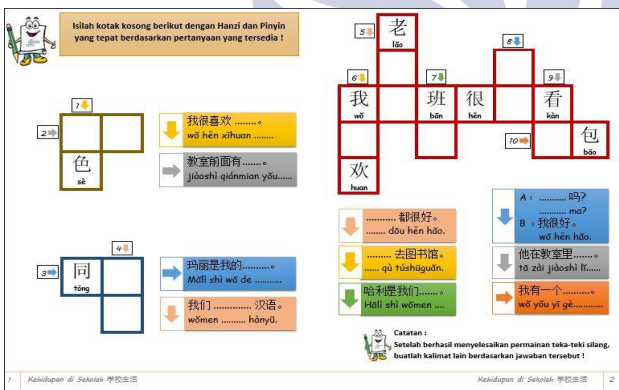 Isilah kotak kosong berikut dengan Hanzi dan Pinyin
yang tepat berdasarkan pertanyaan yang tersedia !
1
2
色
sè
我很喜欢 ........。
wǒ hěn xǐhuan ........
教室前面有.......。
jiàoshì qiánmian yǒu......
4
3
同
tóng
玛丽是我的..........。
Mǎlì shì wǒ de ...........
我们 ............. 汉语。
wǒmen .......... hànyǔ.
1 Kehidupan di Sekolah 学校生活
5
老
lǎo
8
6
7
9
我
wǒ
班
bān
很
hěn
看
kàn
10
包
bāo
欢
huan
.......... 都很好。
........ dōu hěn hǎo.
......... 去图书馆。
...... qù túshūguǎn.
哈利是我们.......。
Hālì shì wǒmen ....
A : ........... 吗?
........... ma?
B : 我很好。
wǒ hěn hǎo.
他在教室里.......。
tā zài jiàoshì lǐ......
我有一个..........。
wǒ yǒu yī gè............
Catatan :
Setelah berhasil menyelesaikan permainan teka-teki silang,
buatlah kalimat lain berdasarkan jawaban tersebut !
Kehidupan di Sekolah 学校生活 2